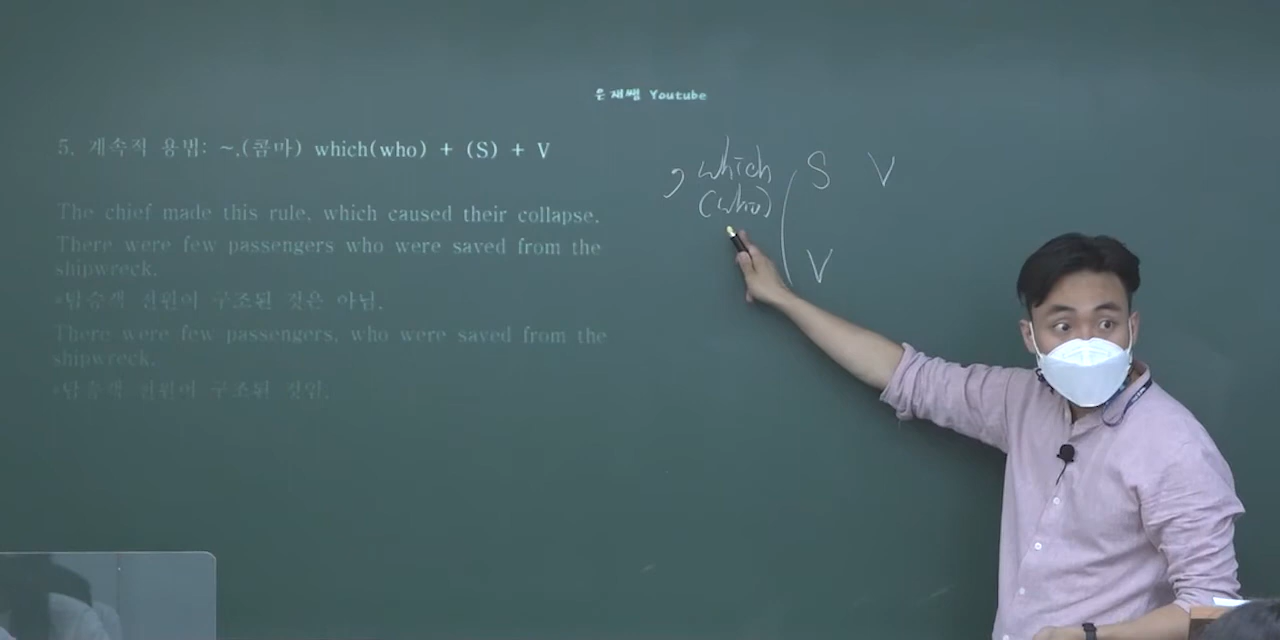 은재쌤 Youtube
5. 계속적 용법: ~,(콤마) which(who) + (S) + V
The chief made this rule, which caused their collapse.
There were few passengers who were saved from the
shipwreck.
*탑승객 전원이 구조된 것은 아님.
There were few passengers, who were saved from the
shipwreck.
*탑승객 전원이 구조된 것임.
, which ( S V
(who)
V